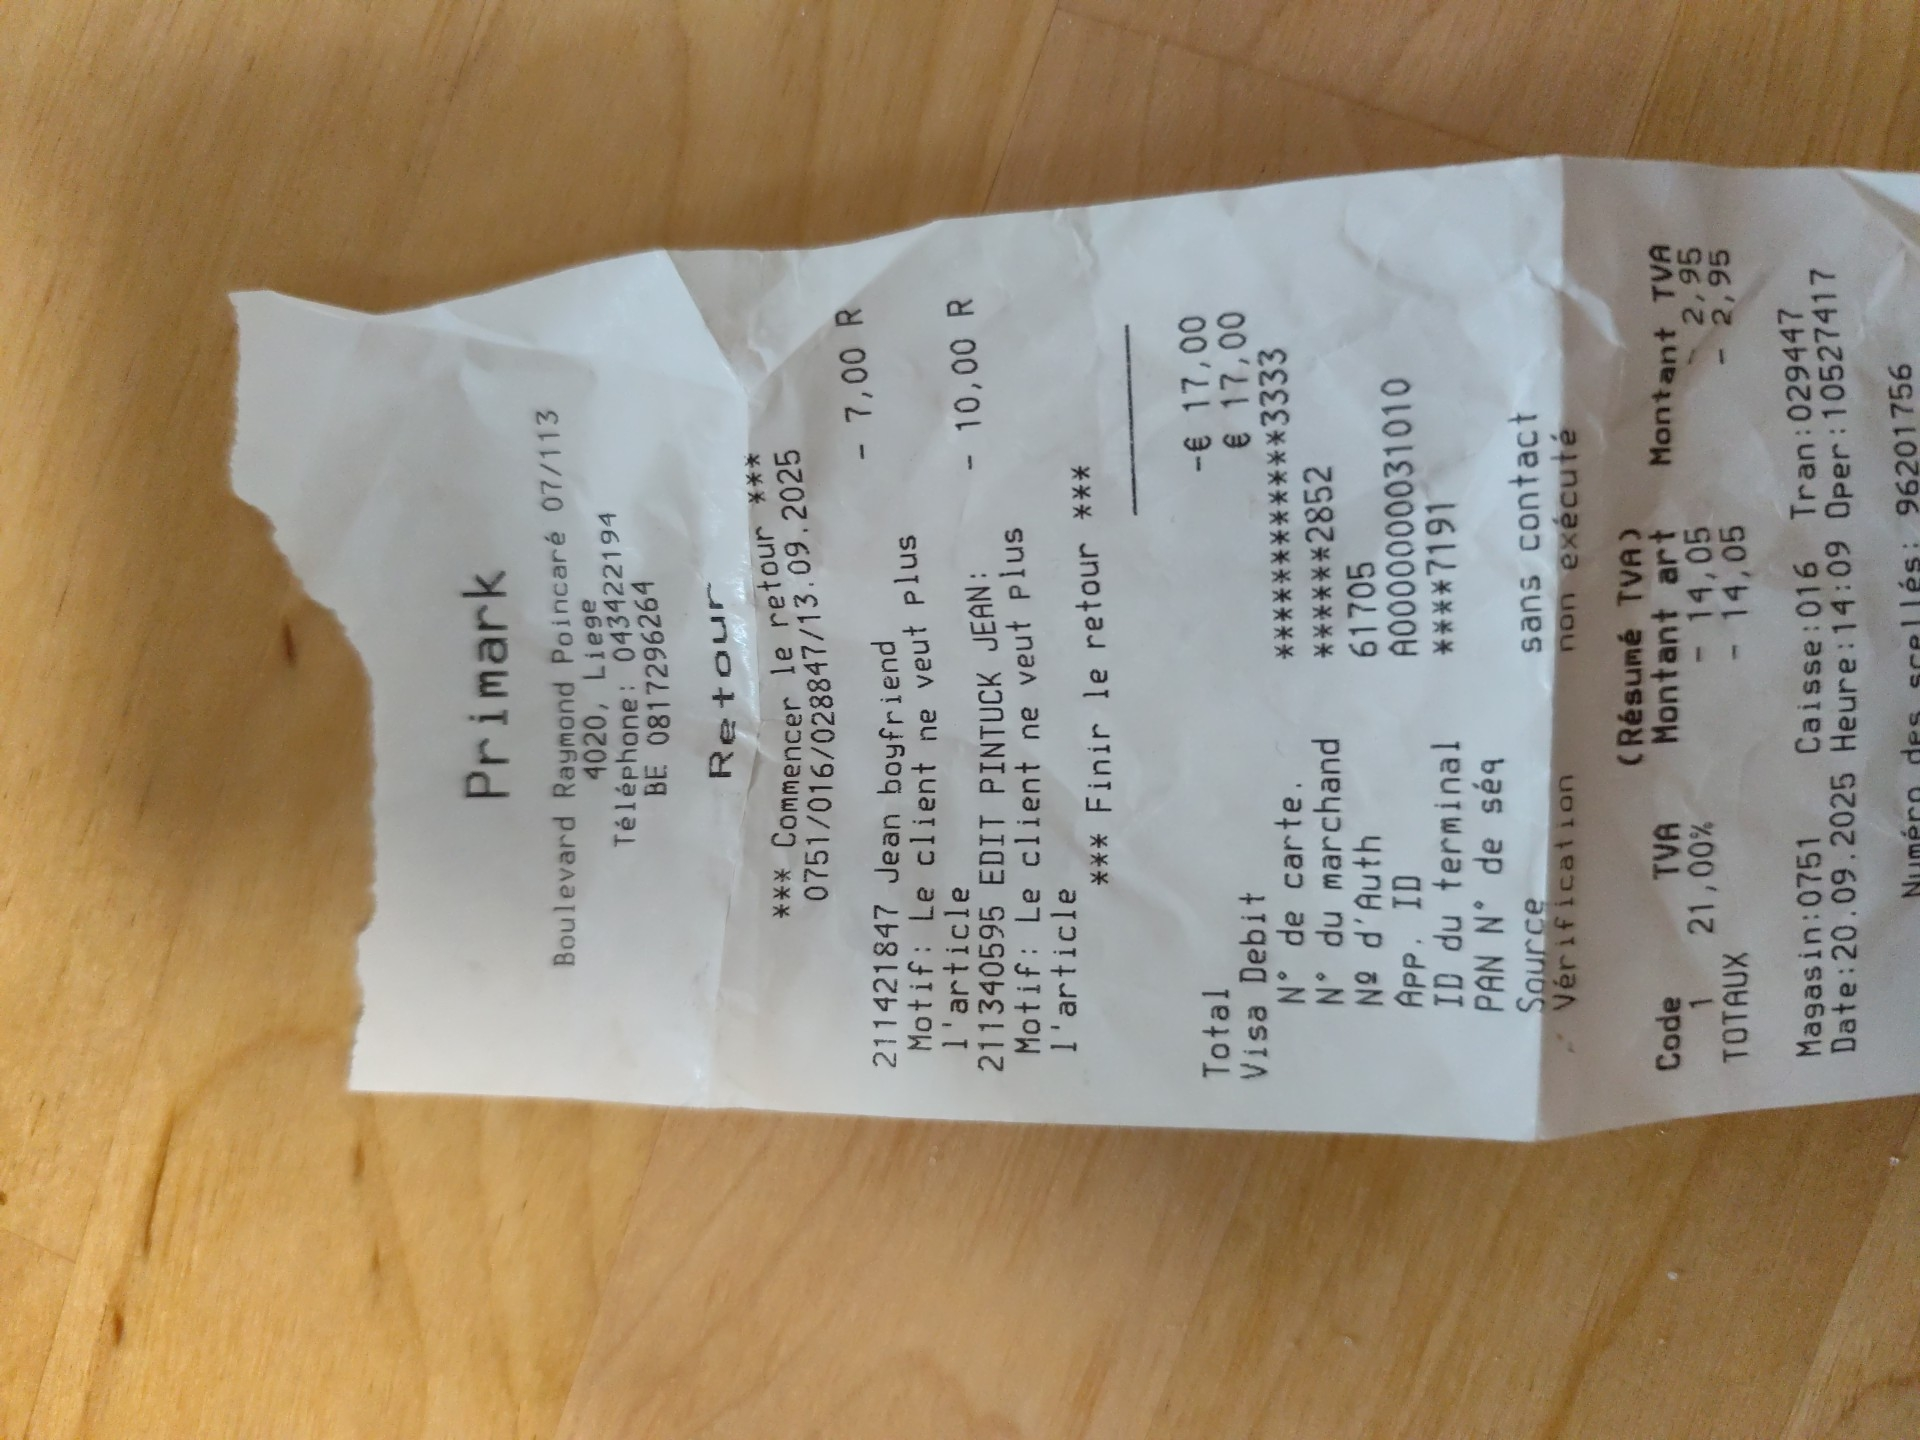 Primark
Boulevard Raymond Poincaré 07/113
4020, Liege
Téléphone: 043422194
BE 0817296264
Retour
*** Commencer le retour ***
0751/016/028847/13.09.2025
211421847 Jean boyfriend - 7,00 R
Motif: Le client ne veut plus
l'article
211340595 EDIT PINTUCK JEAN: - 10,00 R
Motif: Le client ne veut plus
l'article
*** Finir le retour ***
Total -€ 17,00
Visa Debit € 17,00
N° de carte. ************3333
N° du marchand ******2852
Nº d'Auth 61705
App. ID A0000000031010
ID du terminal ****7191
PAN N° de séq
Source sans contact
Vérification non exécuté
(Résumé TVA)
Code TVA Montant art Montant TVA
1 21,00% - 14,05 - 2,95
TOTAUX - 14,05 - 2,95
Magasin:0751 Caisse:016 Tran:029447
Date:20.09.2025 Heure:14:09 Oper:10527417
Numéro des scellés: 96201756